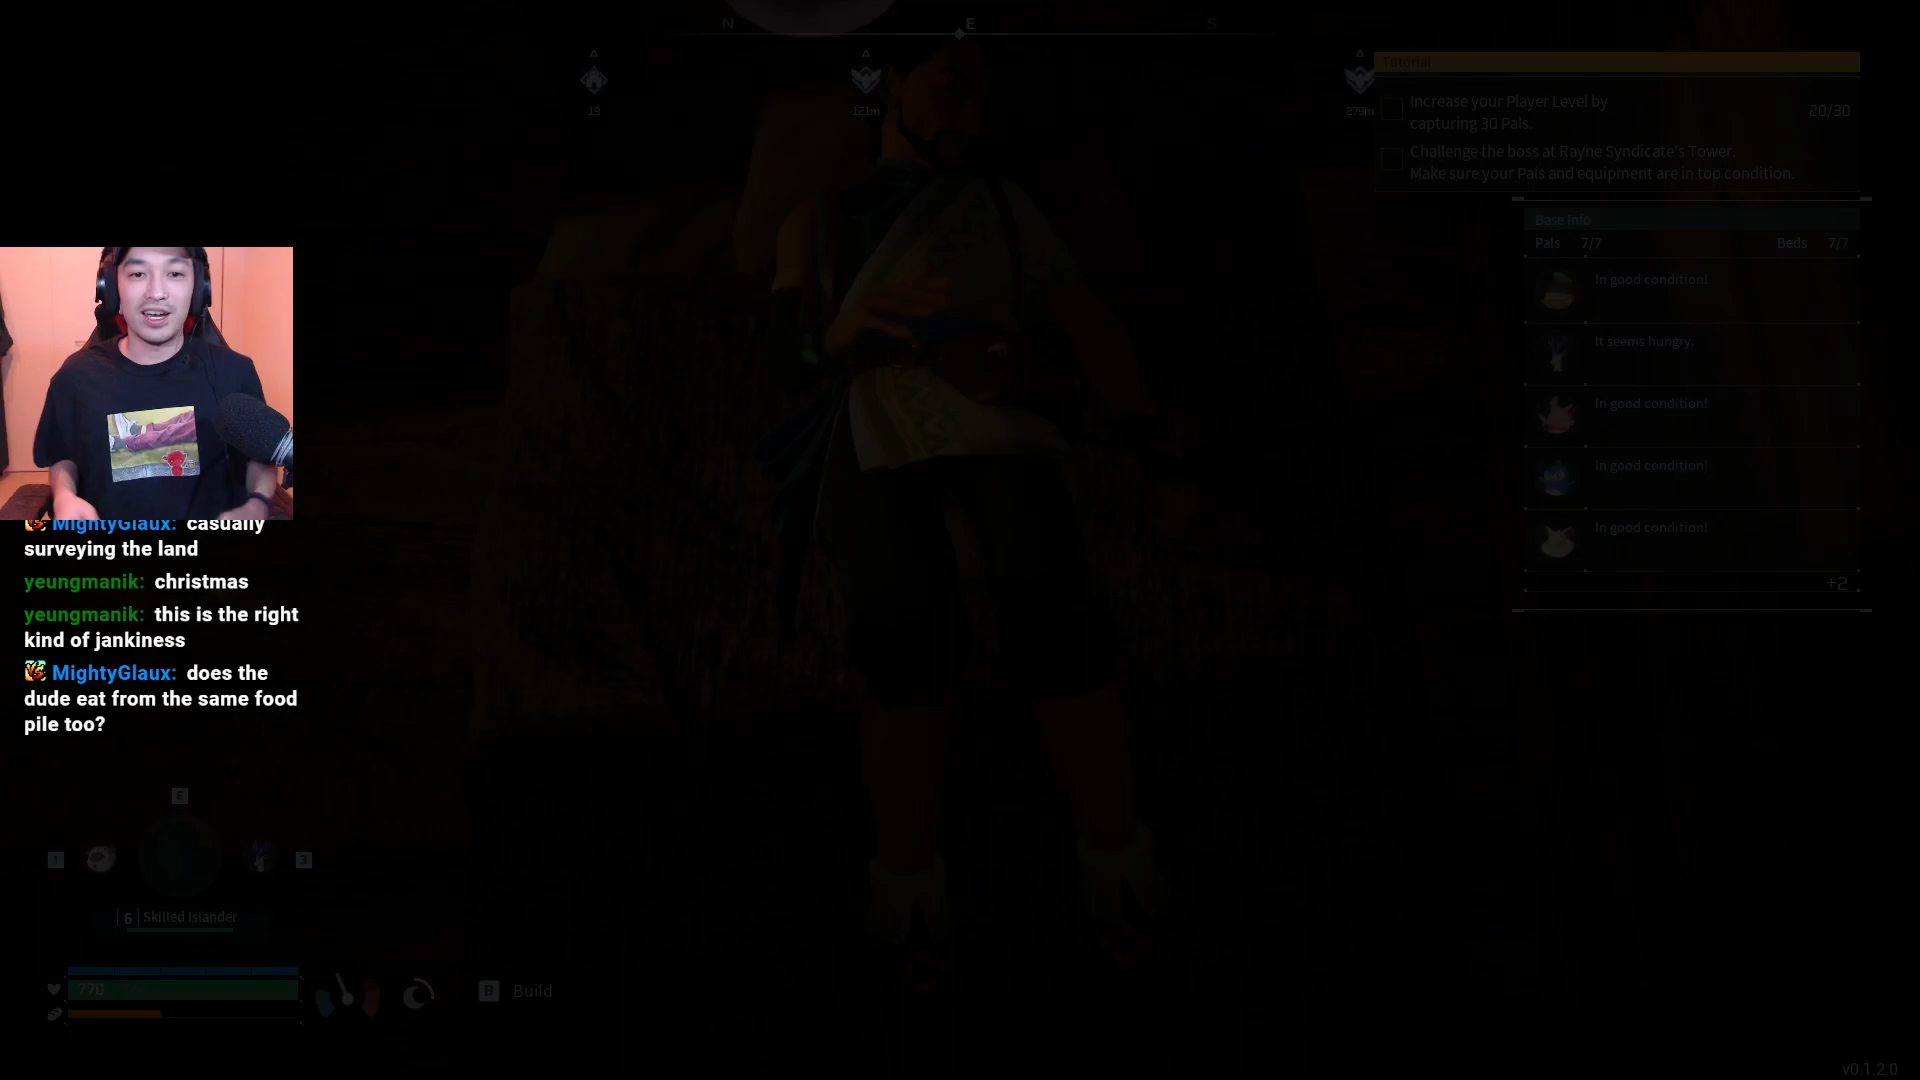 N
E
S
19
121m
279m
Tutorial
Increase your Player Level by
capturing 30 Pals.
20/30
Challenge the boss at Rayne Syndicate's Tower.
Make sure your Pals and equipment are in top condition.
Base Info
Pals 7/7 Beds 7/7
In good condition!
It seems hungry.
In good condition!
In good condition!
In good condition!
+2
MightyGlaux: casually
surveying the land
yeungmanik: christmas
yeungmanik: this is the right
kind of jankiness
MightyGlaux: does the
dude eat from the same food
pile too?
E
1
3
6 Skilled Islander
770
B Build
v0.1.2.0